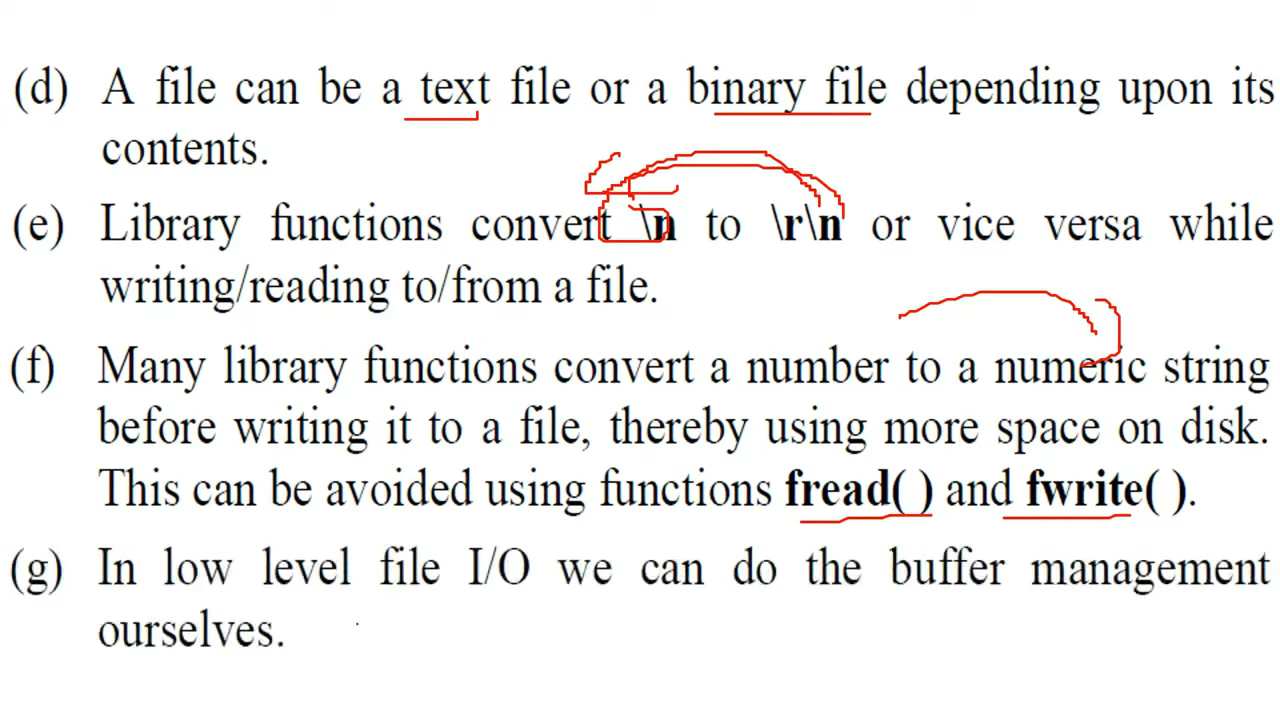 (d) A file can be a text file or a binary file depending upon its
contents.
(e) Library functions convert \n to \r\n or vice versa while
writing/reading to/from a file.
(f) Many library functions convert a number to a numeric string
before writing it to a file, thereby using more space on disk.
This can be avoided using functions fread( ) and fwrite( ).
(g) In low level file I/O we can do the buffer management
ourselves.